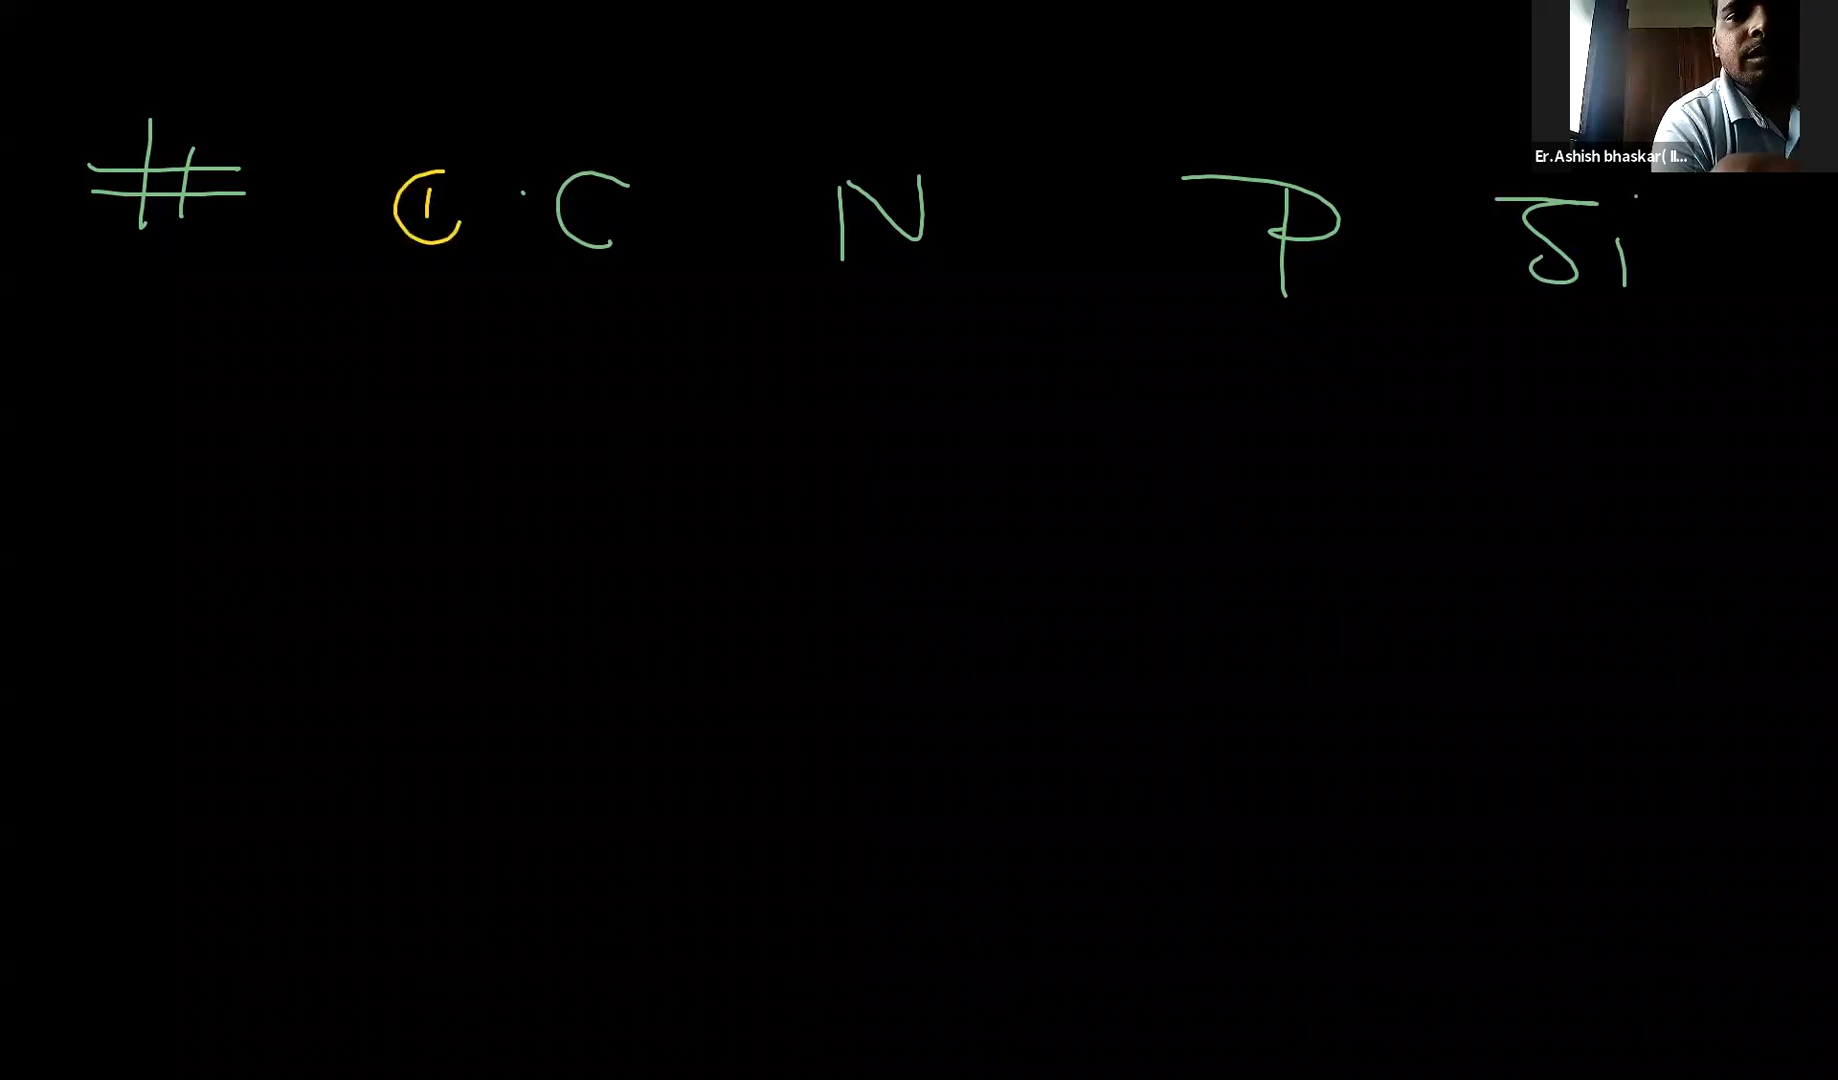 Er.Ashish bhaskar( II...
# ① . C N P Si